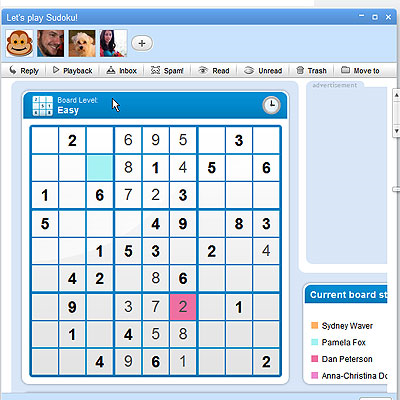 Let's play Sudoku!
+
Reply Playback Inbox Spam! Read Unread Trash Move to
Board Level:
Easy
advertisement
2 6 9 5 3
8 1 4 5 6
1 6 7 2 3
5 4 9 8 3
1 5 3 2 4
4 2 8 6
9 3 7 2 1
1 4 5 8
4 9 6 1 2
Current board st
Sydney Waver
Pamela Fox
Dan Peterson
Anna-Christina Do